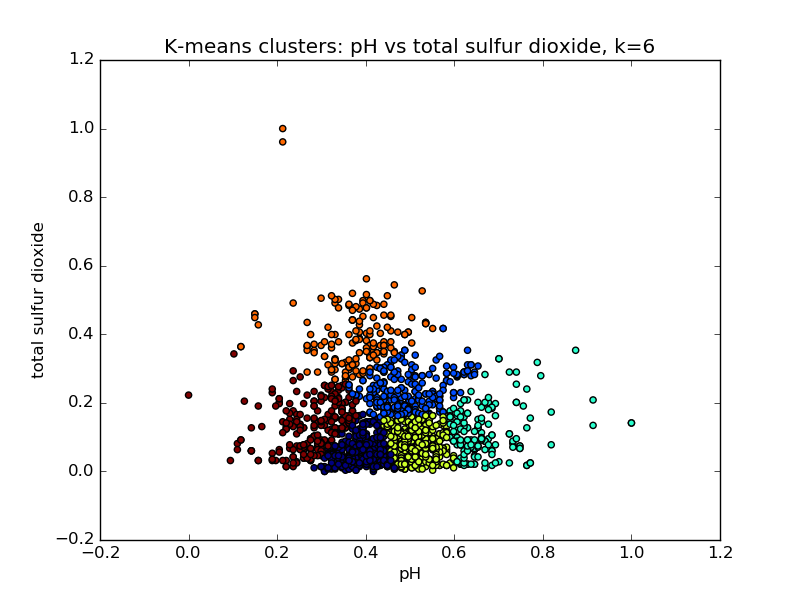 K-means clusters: pH vs total sulfur dioxide, k=6
1.2
1.0
0.8
0.6
0.4
0.2
0.0
−0.2
total sulfur dioxide
−0.2 0.0 0.2 0.4 0.6 0.8 1.0 1.2
pH